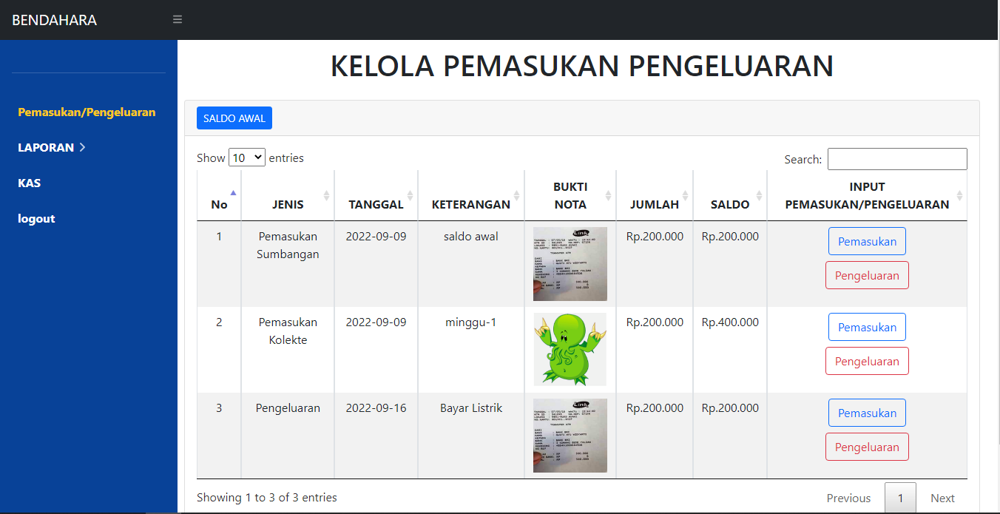 BENDAHARA
KELOLA PEMASUKAN PENGELUARAN
Pemasukan/Pengeluaran
LAPORAN
KAS
logout
SALDO AWAL
Show 10 entries
Search:
No JENIS TANGGAL KETERANGAN BUKTI NOTA JUMLAH SALDO INPUT PEMASUKAN/PENGELUARAN
1 Pemasukan Sumbangan 2022-09-09 saldo awal Rp.200.000 Rp.200.000
Link
TRANSFER ATM
Pemasukan
Pengeluaran
2 Pemasukan Kolekte 2022-09-09 minggu-1 Rp.200.000 Rp.400.000
Pemasukan
Pengeluaran
3 Pengeluaran 2022-09-16 Bayar Listrik Rp.200.000 Rp.200.000
Link
TRANSFER ATM
Pemasukan
Pengeluaran
Showing 1 to 3 of 3 entries
Previous 1 Next